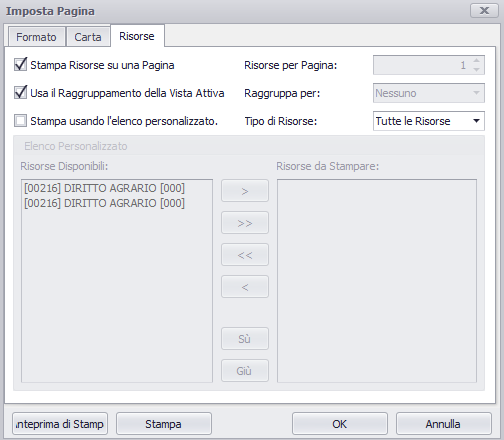 Imposta Pagina
Formato Carta Risorse
Stampa Risorse su una Pagina Risorse per Pagina: 1
Usa il Raggruppamento della Vista Attiva Raggruppa per: Nessuno
Stampa usando l'elenco personalizzato. Tipo di Risorse: Tutte le Risorse
Elenco Personalizzato
Risorse Disponibili: Risorse da Stampare:
[00216] DIRITTO AGRARIO [000]
[00216] DIRITTO AGRARIO [000]
>
>>
<<
<
Sù
Giù
Anteprima di Stamp Stampa OK Annulla